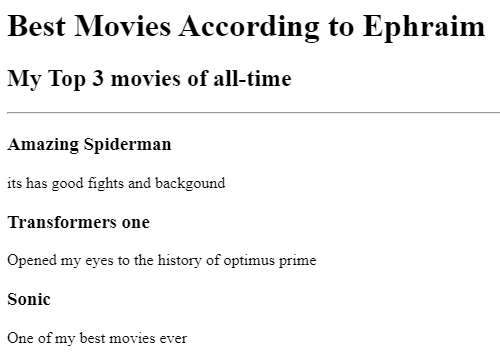 Best Movies According to Ephraim
My Top 3 movies of all-time
Amazing Spiderman
its has good fights and backgound
Transformers one
Opened my eyes to the history of optimus prime
Sonic
One of my best movies ever